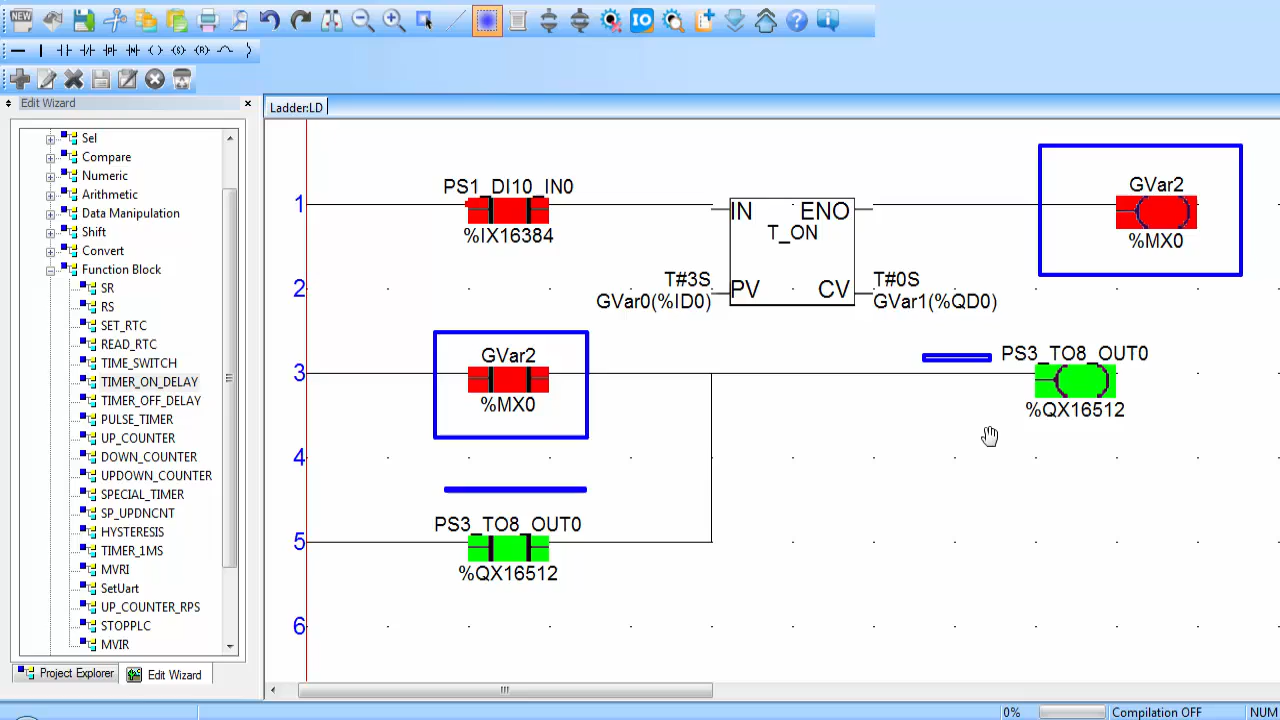 NEW
IO
(S)
(R)
Edit Wizard
Ladder:LD
Sel
Compare
Numeric
Arithmetic
Data Manipulation
Shift
Convert
Function Block
SR
RS
SET_RTC
READ_RTC
TIME_SWITCH
TIMER_ON_DELAY
TIMER_OFF_DELAY
PULSE_TIMER
UP_COUNTER
DOWN_COUNTER
UPDOWN_COUNTER
SPECIAL_TIMER
SP_UPDNCNT
HYSTERESIS
TIMER_1MS
MVRI
SetUart
UP_COUNTER_RPS
STOPPLC
MVIR
Project Explorer
Edit Wizard
PS1_DI10_IN0
GVar2
1
IN ENO
T_ON
%IX16384
%MX0
T#3S
T#0S
2
PV CV
GVar0(%ID0)
GVar1(%QD0)
GVar2
PS3_TO8_OUT0
3
%MX0
%QX16512
4
PS3_TO8_OUT0
5
%QX16512
6
0%
Compilation OFF
NUM